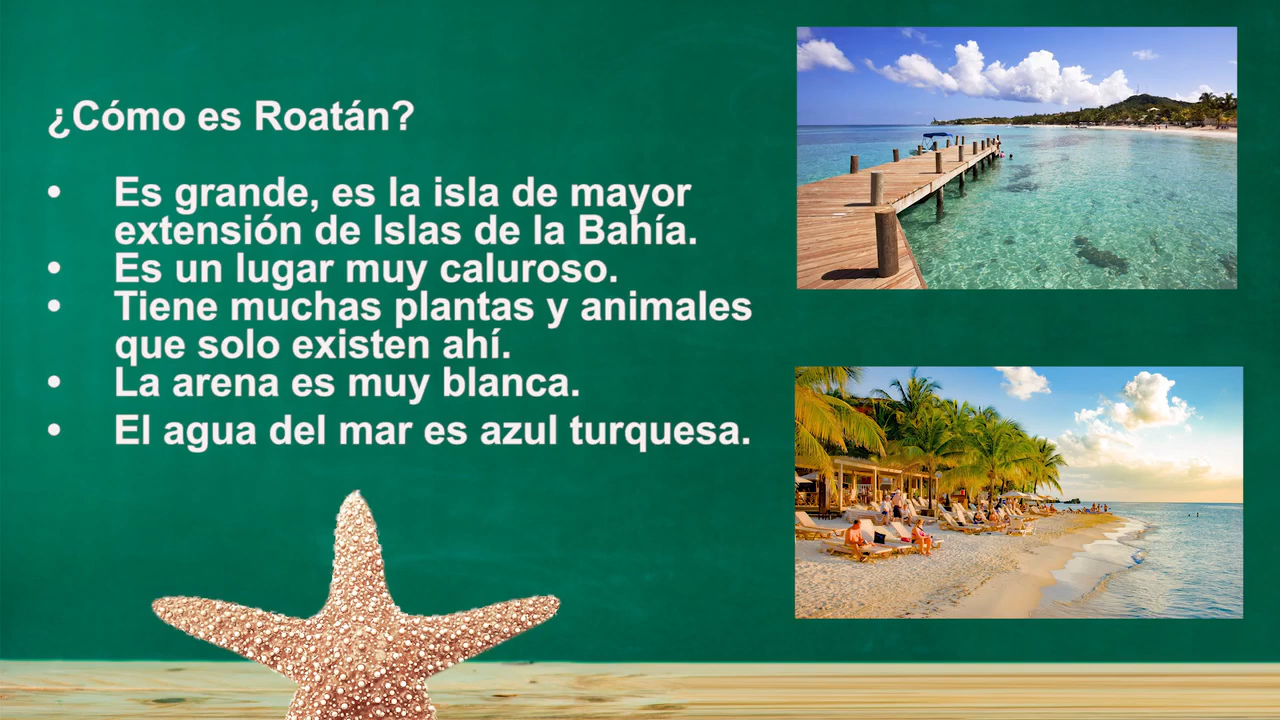 ¿Cómo es Roatán?
• Es grande, es la isla de mayor
extensión de Islas de la Bahía.
• Es un lugar muy caluroso.
• Tiene muchas plantas y animales
que solo existen ahí.
• La arena es muy blanca.
• El agua del mar es azul turquesa.